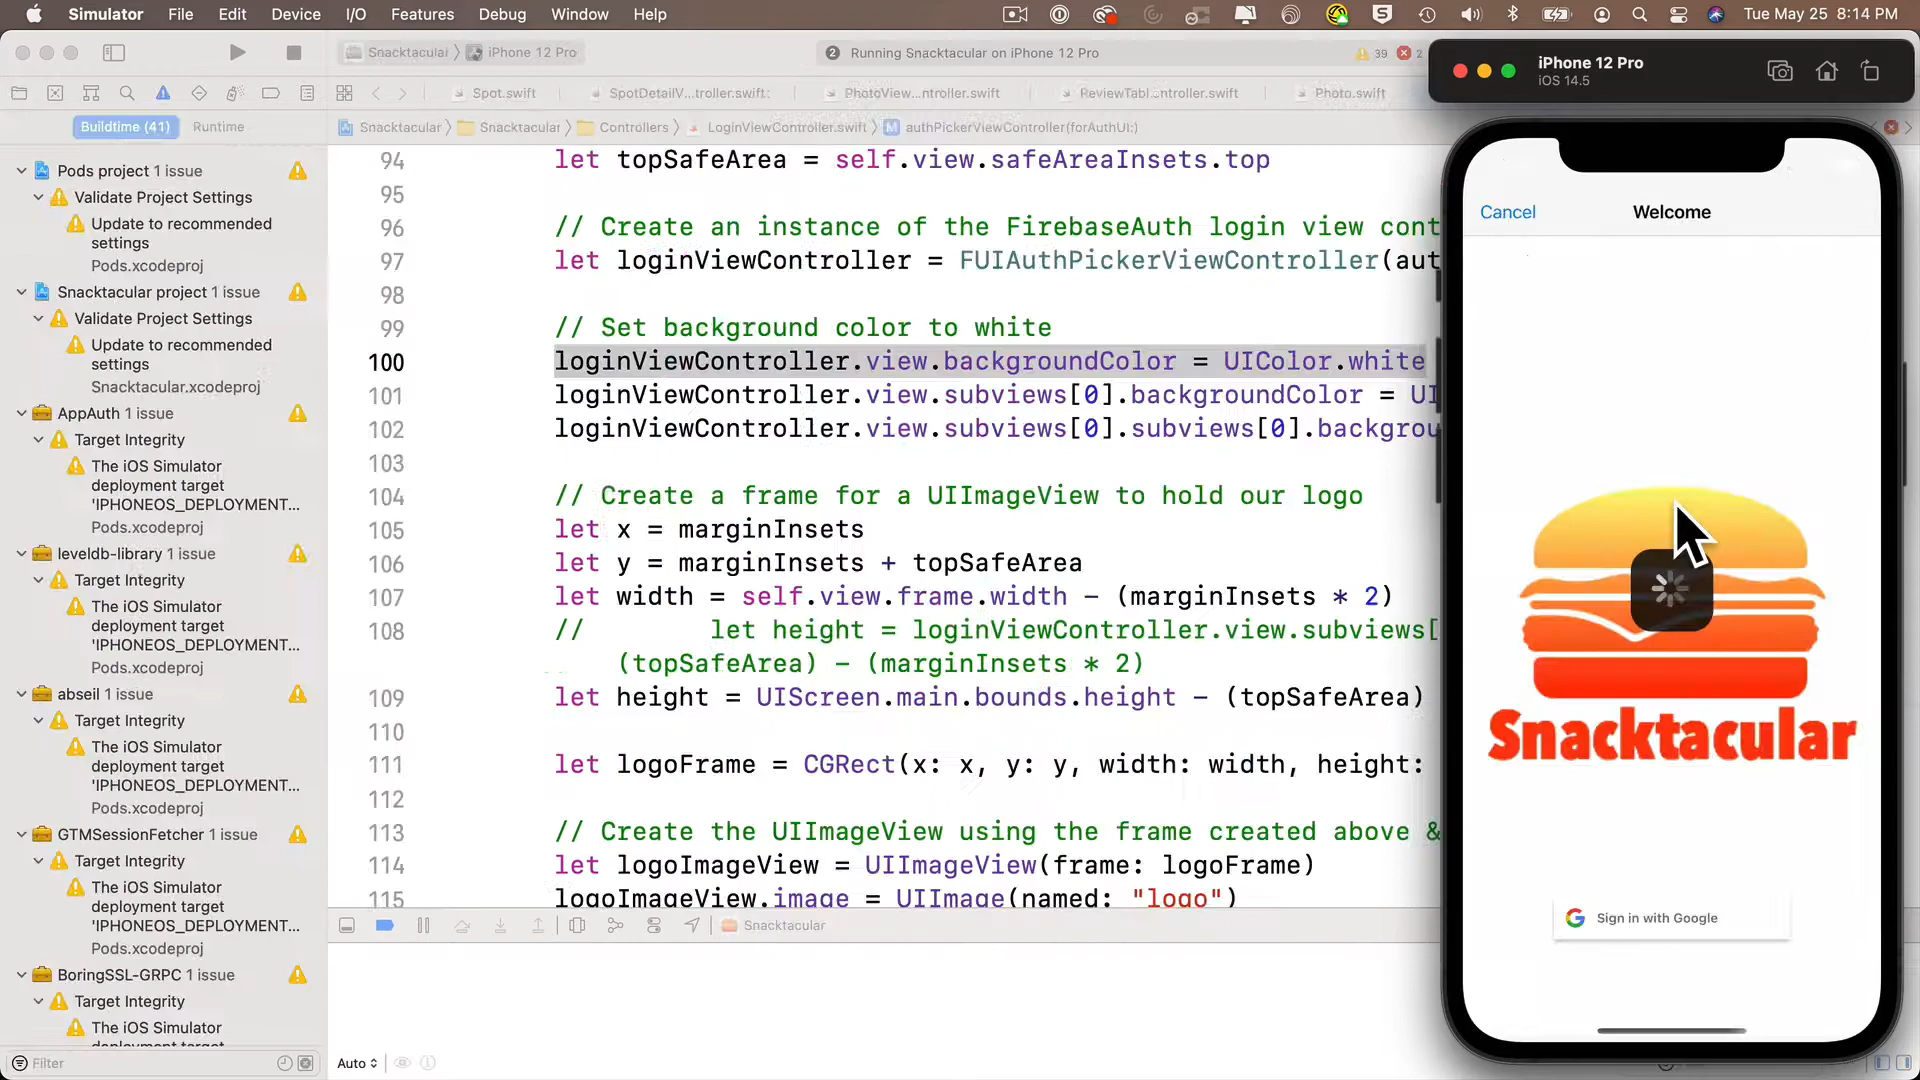 Simulator File Edit Device I/O Features Debug Window Help
Tue May 25 8:14 PM
Snacktacular iPhone 12 Pro
2 Running Snacktacular on iPhone 12 Pro
39 2
Spot.swift SpotDetailV...troller.swift PhotoView...ntroller.swift ReviewTabl...ontroller.swift Photo.swift
Buildtime (41) Runtime
Snacktacular Snacktacular Controllers LoginViewController.swift M authPickerViewController(forAuthUI:)
Pods project 1 issue
Validate Project Settings
Update to recommended
settings
Pods.xcodeproj
Snacktacular project 1 issue
Validate Project Settings
Update to recommended
settings
Snacktacular.xcodeproj
AppAuth 1 issue
Target Integrity
The iOS Simulator
deployment target
'IPHONEOS_DEPLOYMENT...
Pods.xcodeproj
leveldb-library 1 issue
Target Integrity
The iOS Simulator
deployment target
'IPHONEOS_DEPLOYMENT...
Pods.xcodeproj
abseil 1 issue
Target Integrity
The iOS Simulator
deployment target
'IPHONEOS_DEPLOYMENT...
Pods.xcodeproj
GTMSessionFetcher 1 issue
Target Integrity
The iOS Simulator
deployment target
'IPHONEOS_DEPLOYMENT...
Pods.xcodeproj
BoringSSL-GRPC 1 issue
Target Integrity
The iOS Simulator
deployment target
Filter
94 let topSafeArea = self.view.safeAreaInsets.top
95
96 // Create an instance of the FirebaseAuth login view cont
97 let loginViewController = FUIAuthPickerViewController(aut
98
99 // Set background color to white
100 loginViewController.view.backgroundColor = UIColor.white
101 loginViewController.view.subviews[0].backgroundColor = UI
102 loginViewController.view.subviews[0].subviews[0].backgrou
103
104 // Create a frame for a UIImageView to hold our logo
105 let x = marginInsets
106 let y = marginInsets + topSafeArea
107 let width = self.view.frame.width - (marginInsets * 2)
108 // let height = loginViewController.view.subviews[
(topSafeArea) - (marginInsets * 2)
109 let height = UIScreen.main.bounds.height - (topSafeArea)
110
111 let logoFrame = CGRect(x: x, y: y, width: width, height:
112
113 // Create the UIImageView using the frame created above &
114 let logoImageView = UIImageView(frame: logoFrame)
115 logoImageView.image = UIImage(named: "logo")
Snacktacular
Auto
iPhone 12 Pro
iOS 14.5
Cancel Welcome
Snacktacular
Sign in with Google